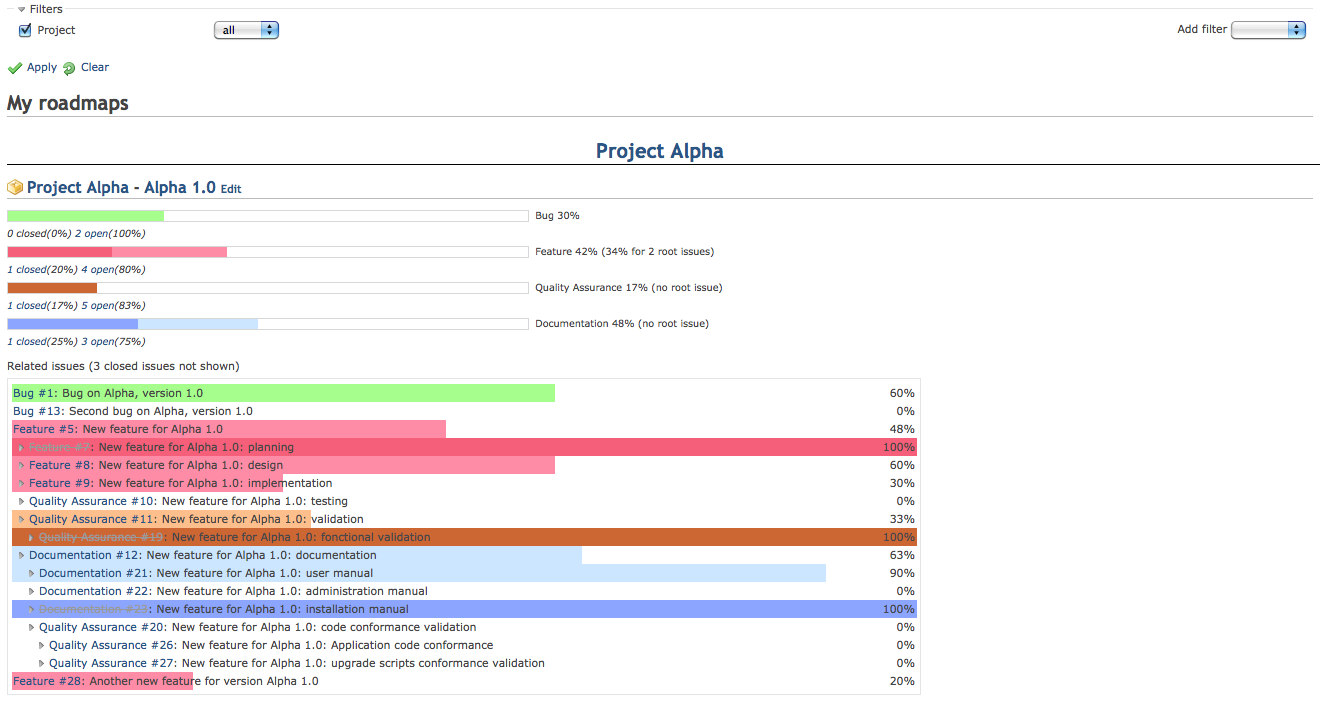 Filters
Project all Add filter
Apply Clear
My roadmaps
Project Alpha
Project Alpha - Alpha 1.0 Edit
Bug 30%
0 closed(0%) 2 open(100%)
Feature 42% (34% for 2 root issues)
1 closed(20%) 4 open(80%)
Quality Assurance 17% (no root issue)
1 closed(17%) 5 open(83%)
Documentation 48% (no root issue)
1 closed(25%) 3 open(75%)
Related issues (3 closed issues not shown)
Bug #1: Bug on Alpha, version 1.0 60%
Bug #13: Second bug on Alpha, version 1.0 0%
Feature #5: New feature for Alpha 1.0 48%
Feature #7: New feature for Alpha 1.0: planning 100%
Feature #8: New feature for Alpha 1.0: design 60%
Feature #9: New feature for Alpha 1.0: implementation 30%
Quality Assurance #10: New feature for Alpha 1.0: testing 0%
Quality Assurance #11: New feature for Alpha 1.0: validation 33%
Quality Assurance #19: New feature for Alpha 1.0: fonctional validation 100%
Documentation #12: New feature for Alpha 1.0: documentation 63%
Documentation #21: New feature for Alpha 1.0: user manual 90%
Documentation #22: New feature for Alpha 1.0: administration manual 0%
Documentation #23: New feature for Alpha 1.0: installation manual 100%
Quality Assurance #20: New feature for Alpha 1.0: code conformance validation 0%
Quality Assurance #26: New feature for Alpha 1.0: Application code conformance 0%
Quality Assurance #27: New feature for Alpha 1.0: upgrade scripts conformance validation 0%
Feature #28: Another new feature for version Alpha 1.0 20%